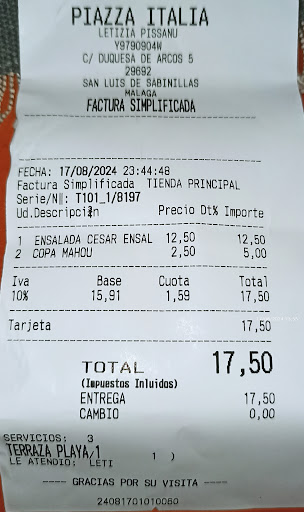 PIAZZA ITALIA
LETIZIA PISSANU
Y9790904W
C/ DUQUESA DE ARCOS 5
29692
SAN LUIS DE SABINILLAS
MALAGA
FACTURA SIMPLIFICADA
FECHA: 17/08/2024 23:44:48
Factura Simplificada TIENDA PRINCIPAL
Serie/Nº: T101_1/8197
Ud.Descripción Precio Dt% Importe
1 ENSALADA CESAR ENSAL 12,50 12,50
2 COPA MAHOU 2,50 5,00
Iva Base Cuota Total
10% 15,91 1,59 17,50
Tarjeta 17,50
TOTAL 17,50
(Impuestos Inluidos)
ENTREGA 17,50
CAMBIO 0,00
SERVICIOS: 3
TERRAZA PLAYA/1 1 )
LE ATENDIO: LETI
---- GRACIAS POR SU VISITA ----
24081701010060